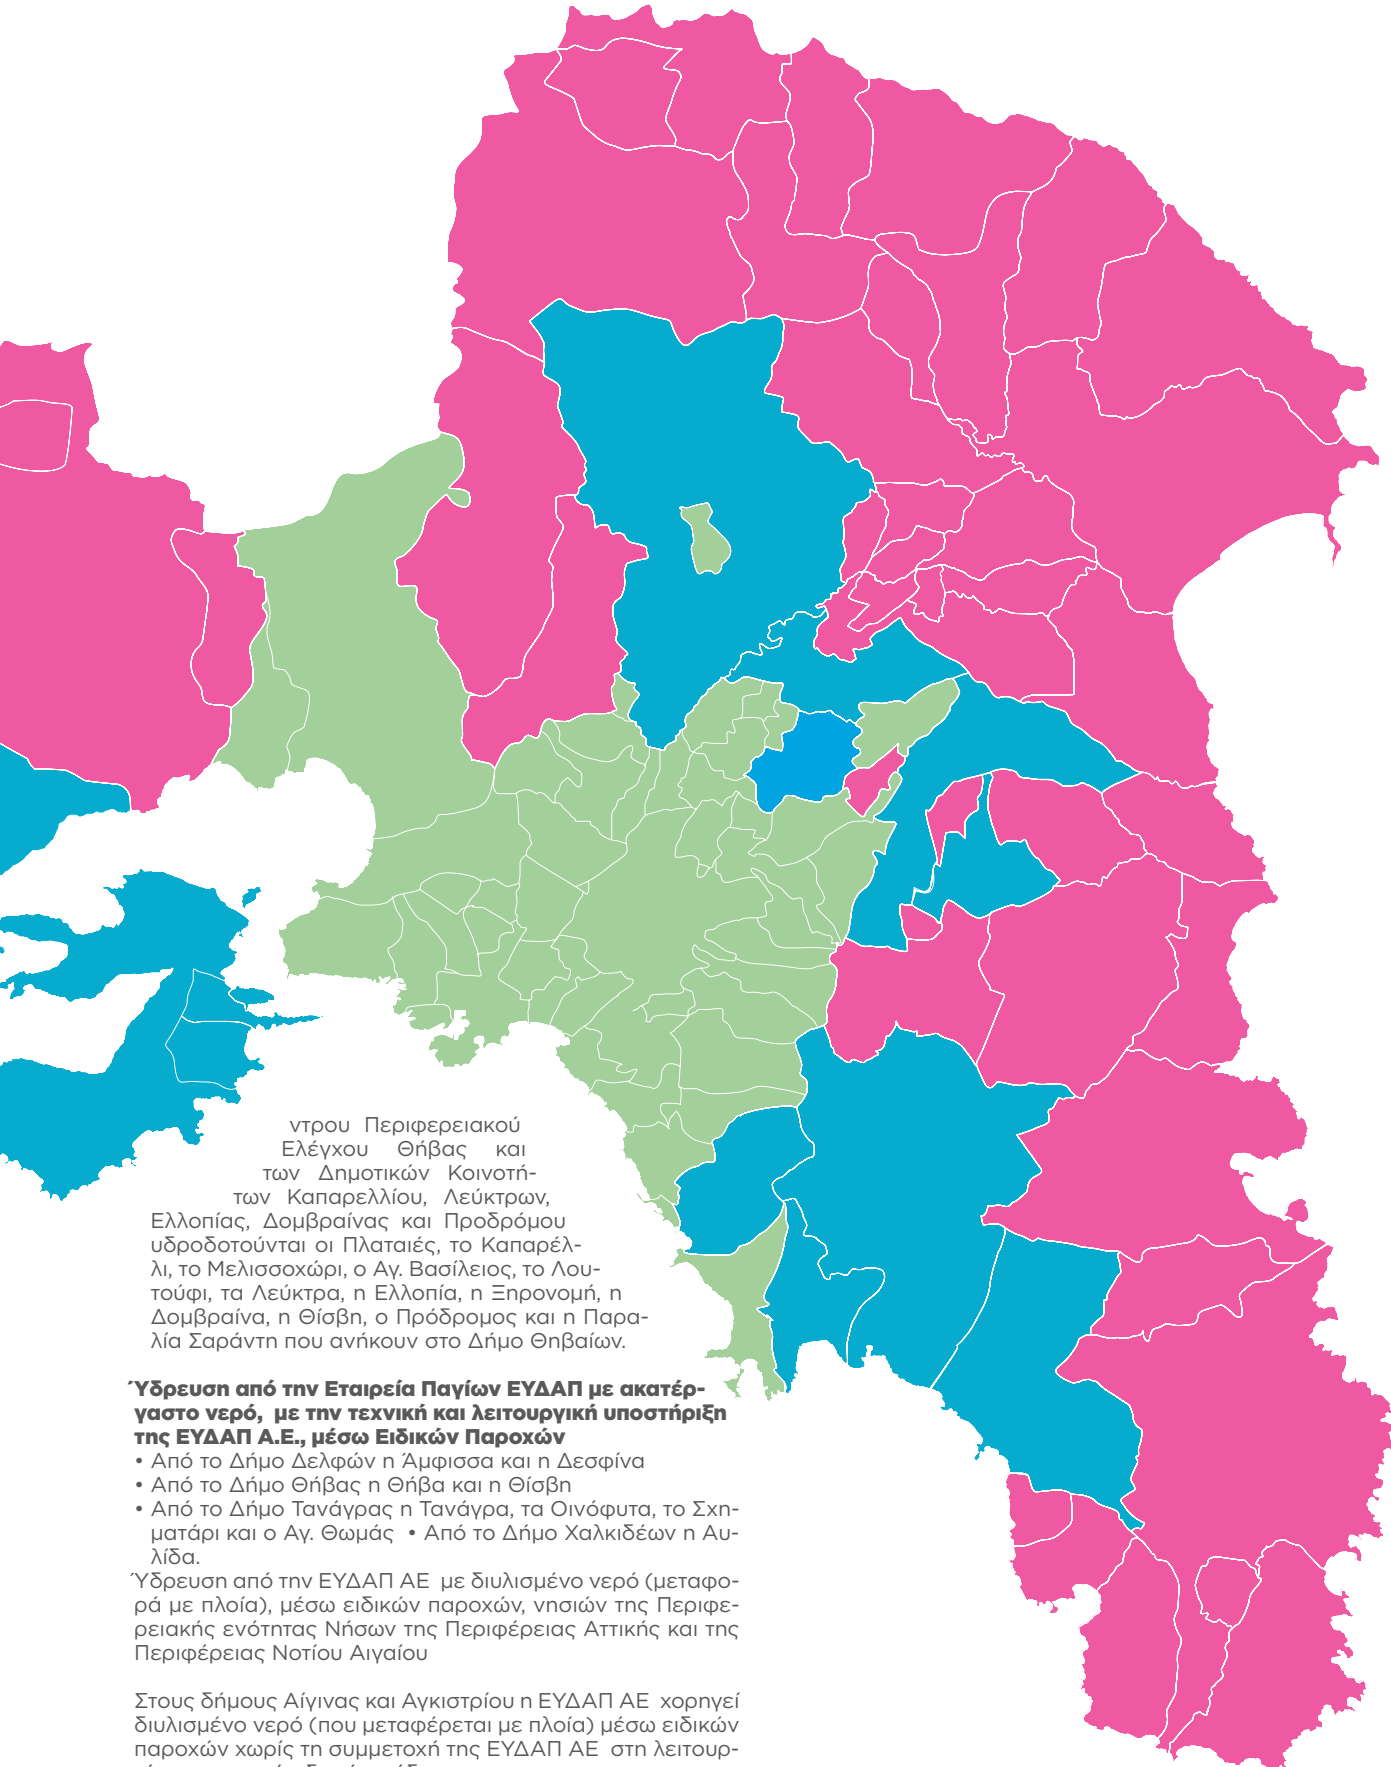 ντρου Περιφερειακού
Ελέγχου Θήβας και
των Δημοτικών Κοινοτή-
των Καπαρελλίου, Λεύκτρων,
Ελλοπίας, Δομβραίνας και Προδρόμου
υδροδοτούνται οι Πλαταιές, το Καπαρέλ-
λι, το Μελισσοχώρι, ο Αγ. Βασίλειος, το Λου-
τούφι, τα Λεύκτρα, η Ελλοπία, η Ξηρονομή, η
Δομβραίνα, η Θίσβη, ο Πρόδρομος και η Παρα-
λία Σαράντη που ανήκουν στο Δήμο Θηβαίων.
Ύδρευση από την Εταιρεία Παγίων ΕΥΔΑΠ με ακατέρ-
γαστο νερό, με την τεχνική και λειτουργική υποστήριξη
της ΕΥΔΑΠ Α.Ε., μέσω Ειδικών Παροχών
• Από το Δήμο Δελφών η Άμφισσα και η Δεσφίνα
• Από το Δήμο Θήβας η Θήβα και η Θίσβη
• Από το Δήμο Τανάγρας η Τανάγρα, τα Οινόφυτα, το Σχη-
ματάρι και ο Αγ. Θωμάς • Από το Δήμο Χαλκιδέων η Αυ-
λίδα.
Ύδρευση από την ΕΥΔΑΠ ΑΕ με διυλισμένο νερό (μεταφο-
ρά με πλοία), μέσω ειδικών παροχών, νησιών της Περιφε-
ρειακής ενότητας Νήσων της Περιφέρειας Αττικής και της
Περιφέρειας Νοτίου Αιγαίου
Στους δήμους Αίγινας και Αγκιστρίου η ΕΥΔΑΠ ΑΕ χορηγεί
διυλισμένο νερό (που μεταφέρεται με πλοία) μέσω ειδικών
παροχών χωρίς τη συμμετοχή της ΕΥΔΑΠ ΑΕ στη λειτουρ-